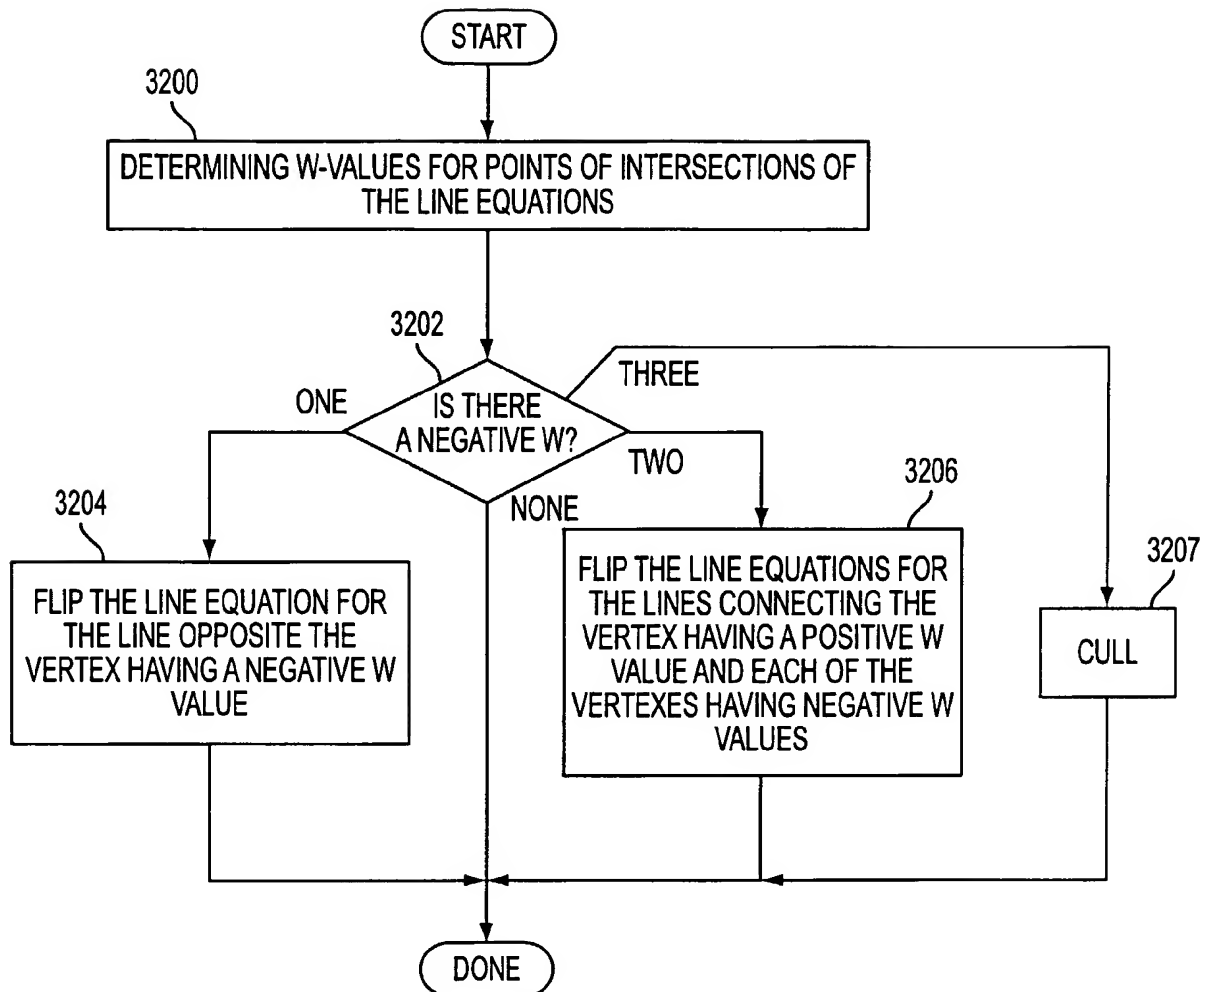 START
3200
DETERMINING W-VALUES FOR POINTS OF INTERSECTIONS OF
THE LINE EQUATIONS
3202
IS THERE
A NEGATIVE W?
ONE
THREE
TWO
NONE
3204
FLIP THE LINE EQUATION FOR
THE LINE OPPOSITE THE
VERTEX HAVING A NEGATIVE W
VALUE
3206
FLIP THE LINE EQUATIONS FOR
THE LINES CONNECTING THE
VERTEX HAVING A POSITIVE W
VALUE AND EACH OF THE
VERTEXES HAVING NEGATIVE W
VALUES
3207
CULL
DONE